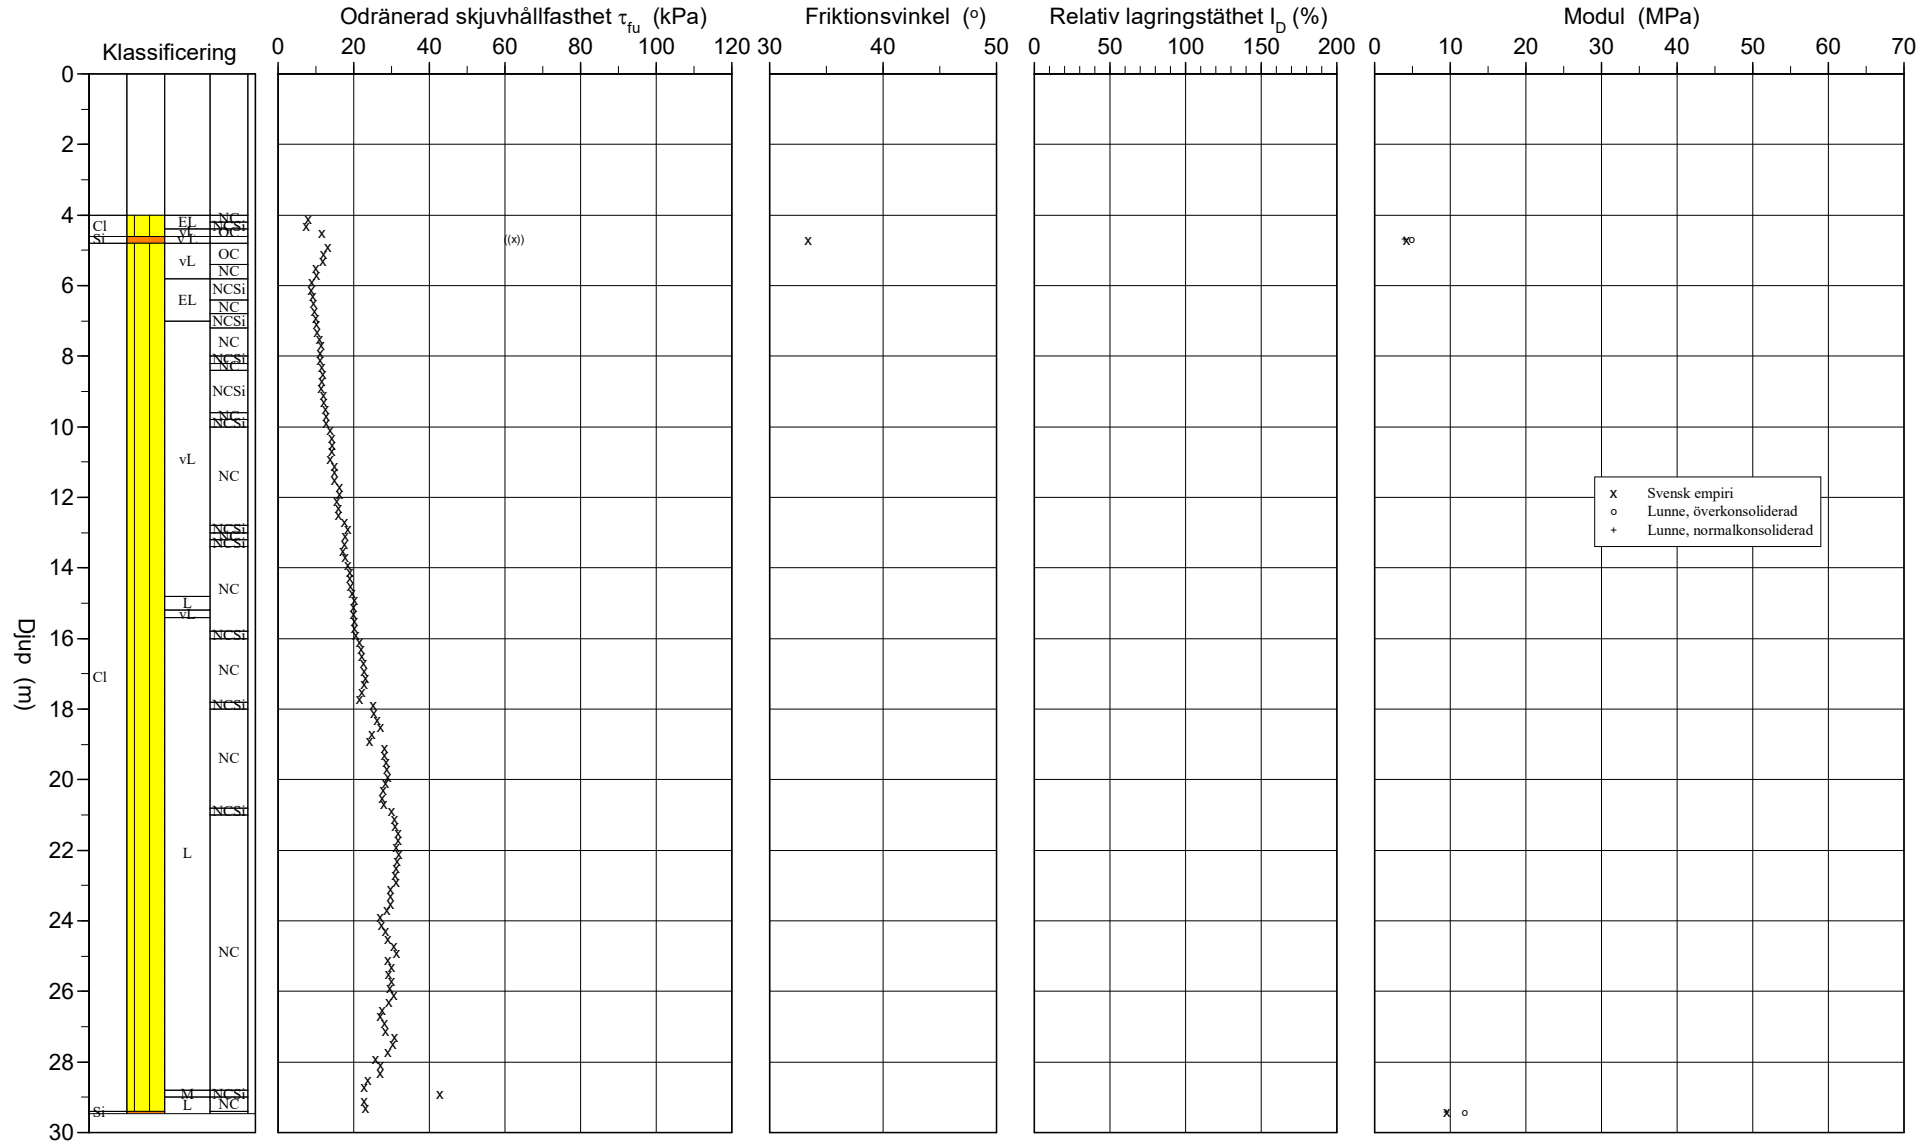 Klassificering
Odränerad skjuvhållfasthet τfu (kPa)
Friktionsvinkel (o)
Relativ lagringstäthet ID (%)
Modul (MPa)
0 20 40 60 80 100 120
30 40 50
0 50 100 150 200
0 10 20 30 40 50 60 70
Djup (m)
0
2
4
6
8
10
12
14
16
18
20
22
24
26
28
30
Cl
Si
Cl
Si
EL
vL
v L
vL
EL
vL
L
vL
L
M
L
NC
NCSi
OC
OC
NC
NCSi
NC
NCSi
NC
NCSi
NC
NCSi
NC
NCSi
NC
NCSi
NC
NCSi
NC
NCSi
NC
NCSi
NC
NCSi
NC
NCSi
NC
((x))
x Svensk empiri
o Lunne, överkonsoliderad
+ Lunne, normalkonsoliderad